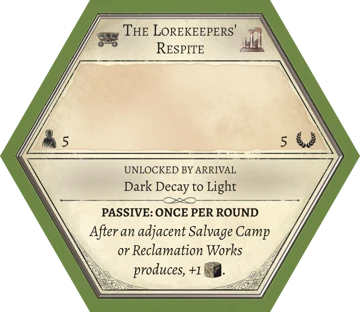 The Lorekeepers'
Respite
5
5
UNLOCKED BY ARRIVAL
Dark Decay to Light
PASSIVE: ONCE PER ROUND
After an adjacent Salvage Camp
or Reclamation Works
produces, +1 .